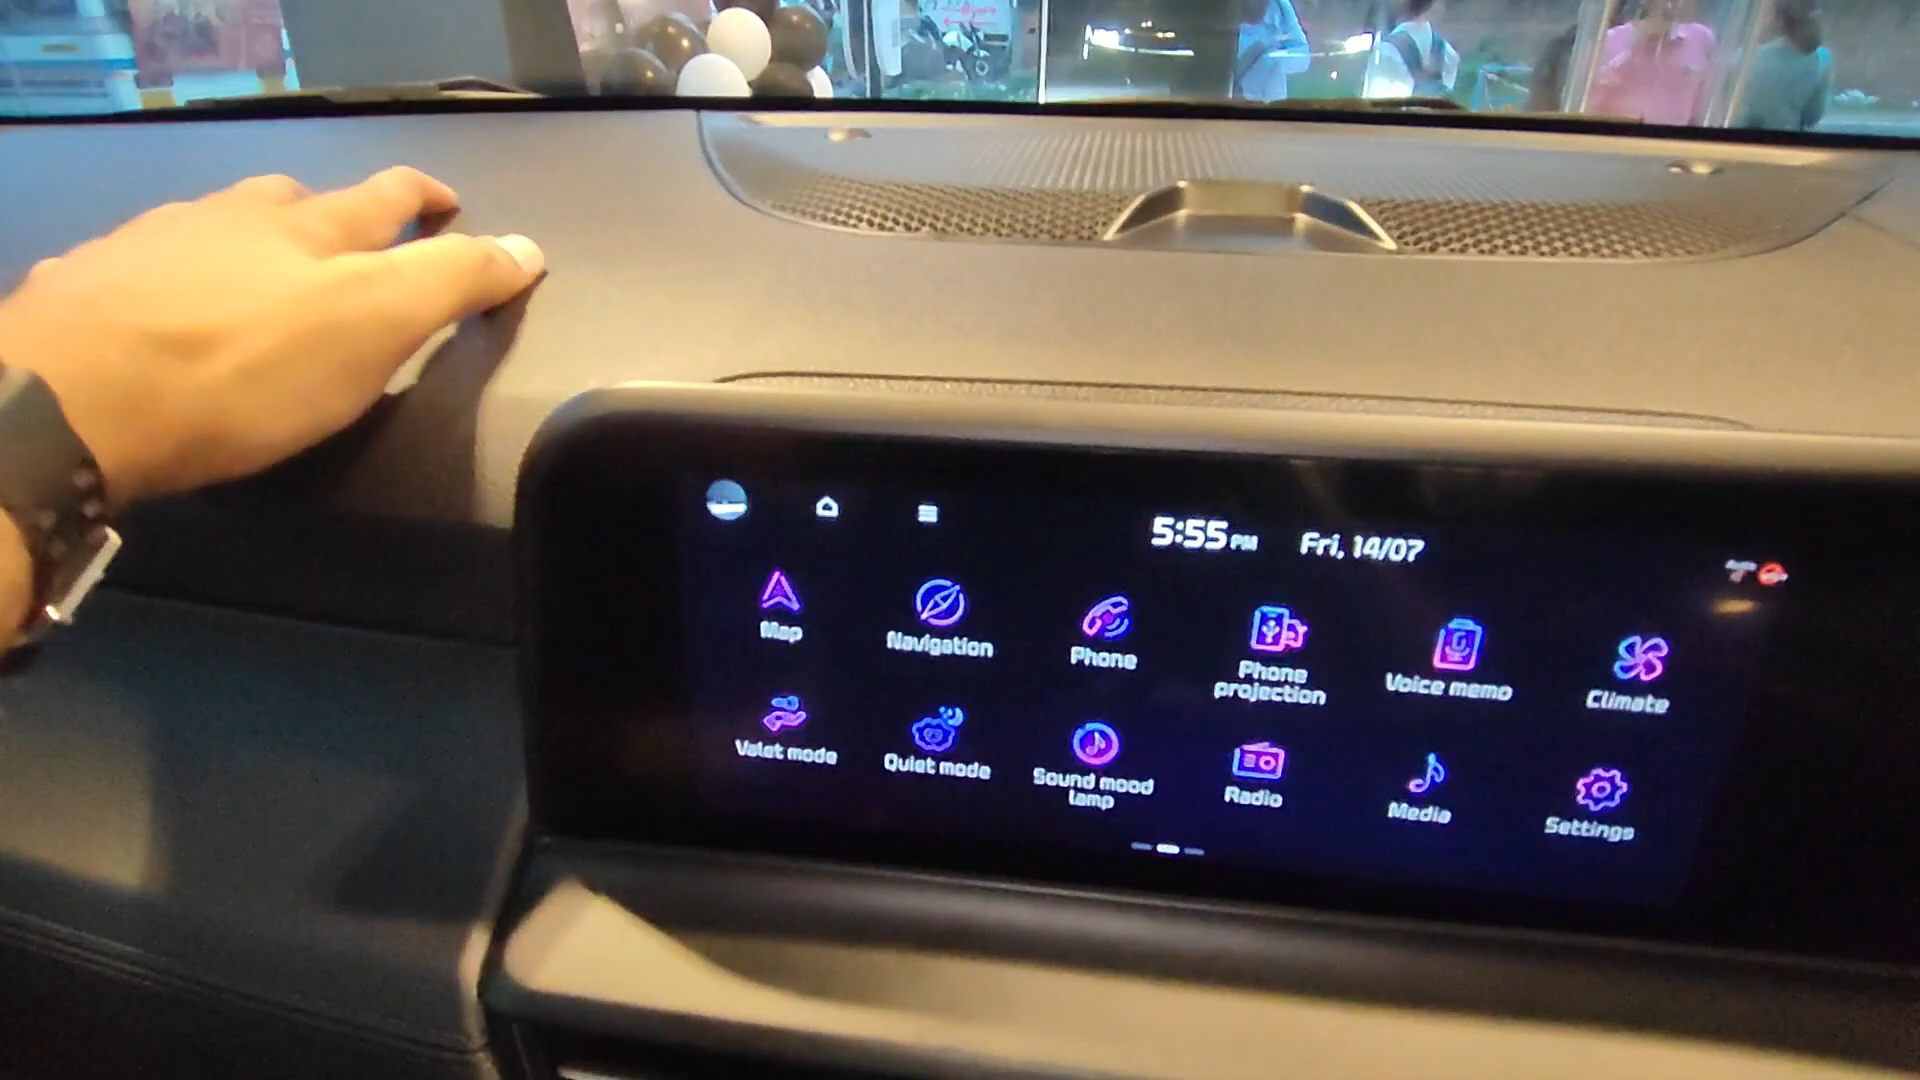 5:55 PM Fri, 14/07
Map Navigation Phone Phone projection Voice memo Climate
Valet mode Quiet mode Sound mood lamp Radio Media Settings